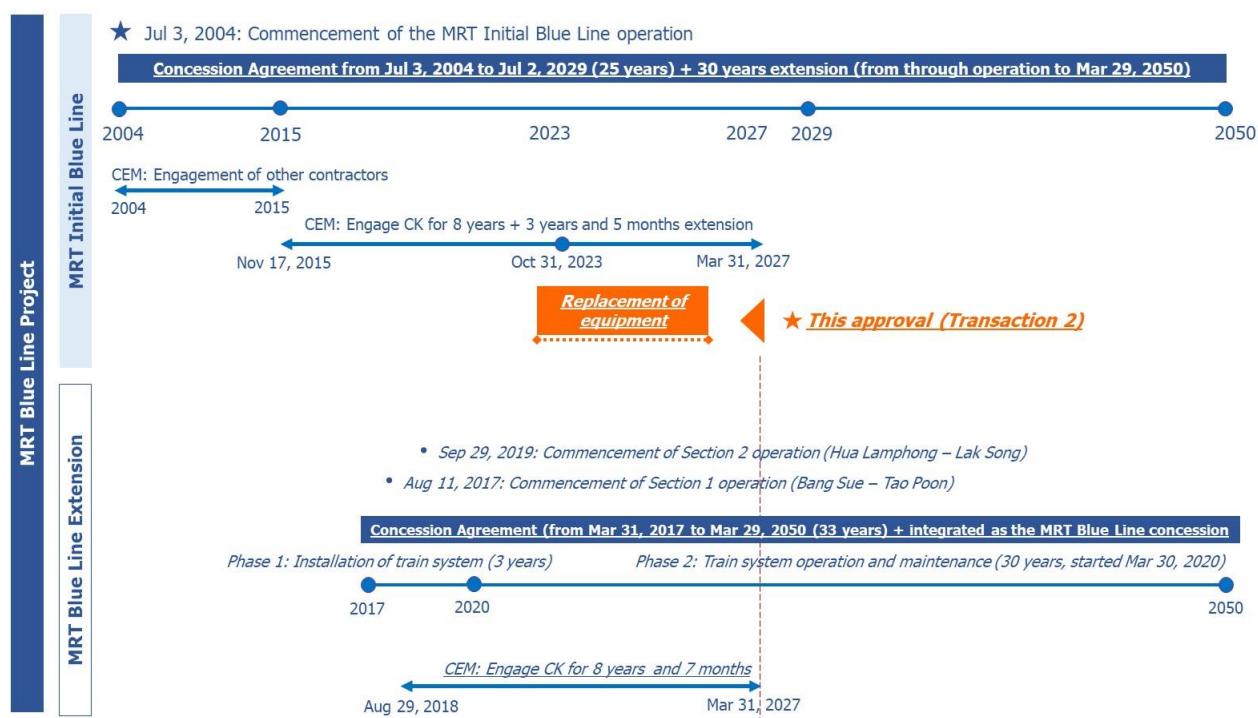 MRT Blue Line Project
MRT Initial Blue Line
★ Jul 3, 2004: Commencement of the MRT Initial Blue Line operation
Concession Agreement from Jul 3, 2004 to Jul 2, 2029 (25 years) + 30 years extension (from through operation to Mar 29, 2050)
2004 2015 2023 2027 2029 2050
CEM: Engagement of other contractors
2004 2015
CEM: Engage CK for 8 years + 3 years and 5 months extension
Nov 17, 2015 Oct 31, 2023 Mar 31, 2027
Replacement of
equipment
★ This approval (Transaction 2)
MRT Blue Line Extension
• Sep 29, 2019: Commencement of Section 2 operation (Hua Lamphong – Lak Song)
• Aug 11, 2017: Commencement of Section 1 operation (Bang Sue – Tao Poon)
Concession Agreement (from Mar 31, 2017 to Mar 29, 2050 (33 years) + integrated as the MRT Blue Line concession
Phase 1: Installation of train system (3 years) Phase 2: Train system operation and maintenance (30 years, started Mar 30, 2020)
2017 2020 2050
CEM: Engage CK for 8 years and 7 months
Aug 29, 2018 Mar 31, 2027